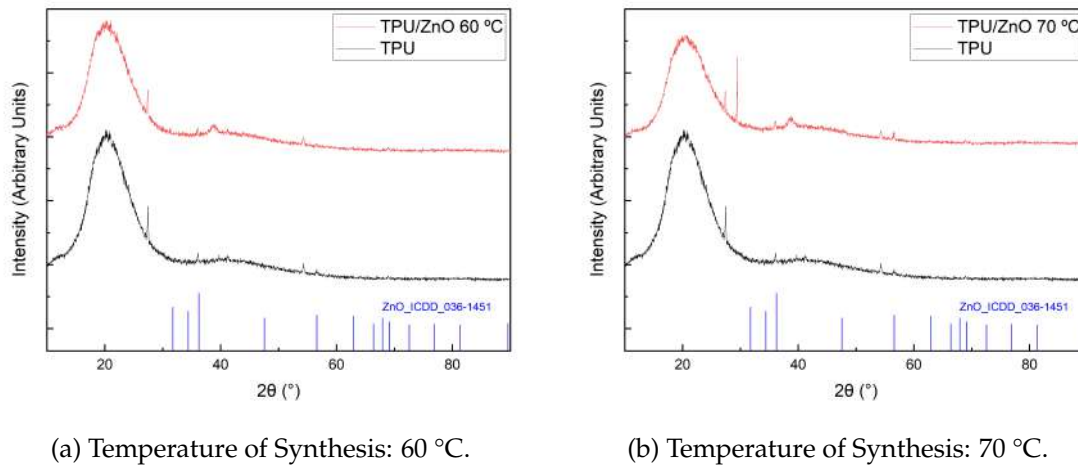 TPU/ZnO 60 ºC
TPU
Intensity (Arbitrary Units)
ZnO_ICDD_036-1451
20
40
60
80
2θ (°)
(a) Temperature of Synthesis: 60 °C.
TPU/ZnO 70 ºC
TPU
Intensity (Arbitrary Units)
ZnO_ICDD_036-1451
20
40
60
80
2θ (°)
(b) Temperature of Synthesis: 70 °C.